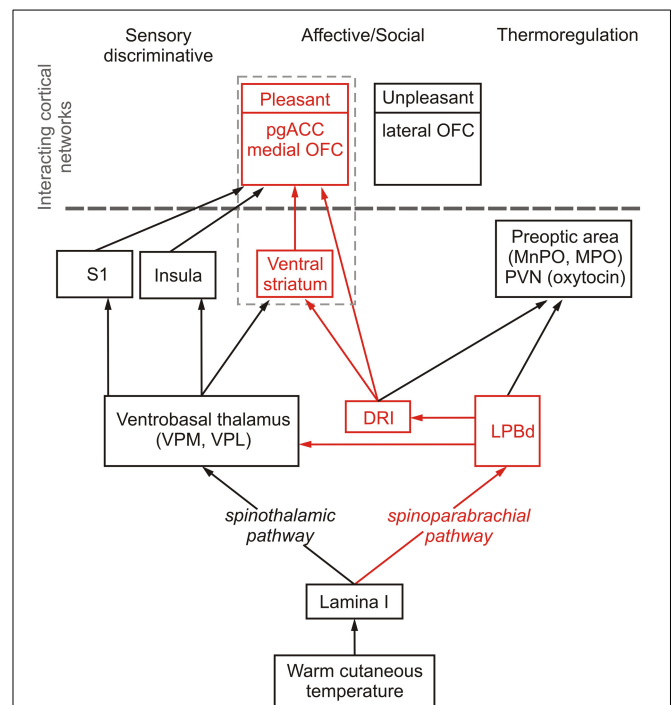 Sensory
discriminative
Affective/Social
Thermoregulation
Interacting cortical
networks
Pleasant
pgACC
medial OFC
Unpleasant
lateral OFC
S1
Insula
Ventral
striatum
Preoptic area
(MnPO, MPO)
PVN (oxytocin)
Ventrobasal thalamus
(VPM, VPL)
DRI
LPBd
spinothalamic
pathway
spinoparabrachial
pathway
Lamina I
Warm cutaneous
temperature